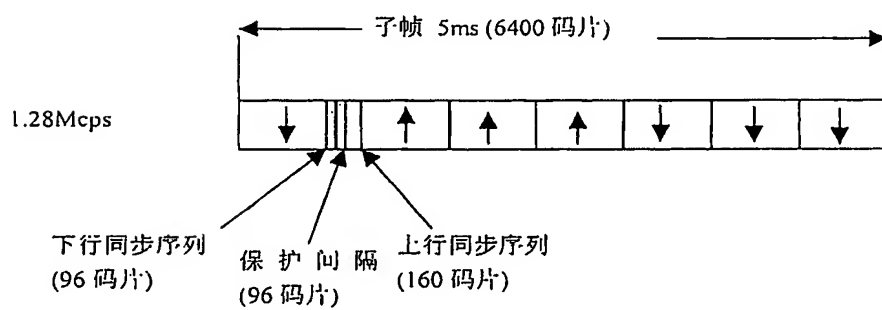 子帧 5ms (6400 码片)
1.28Mcps
下行同步序列
(96 码片)
保 护 间 隔
(96 码片)
上行同步序列
(160 码片)